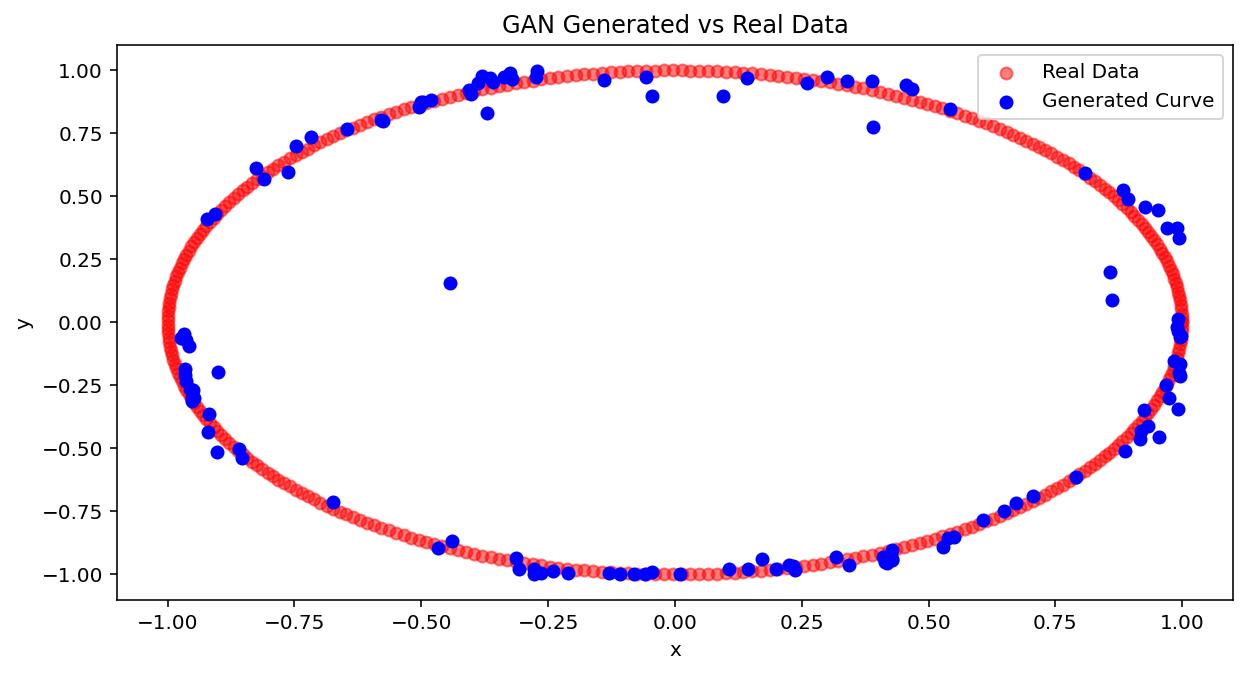 GAN Generated vs Real Data
Real Data
Generated Curve
1.00
0.75
0.50
0.25
0.00
−0.25
−0.50
−0.75
−1.00
y
−1.00 −0.75 −0.50 −0.25 0.00 0.25 0.50 0.75 1.00
x